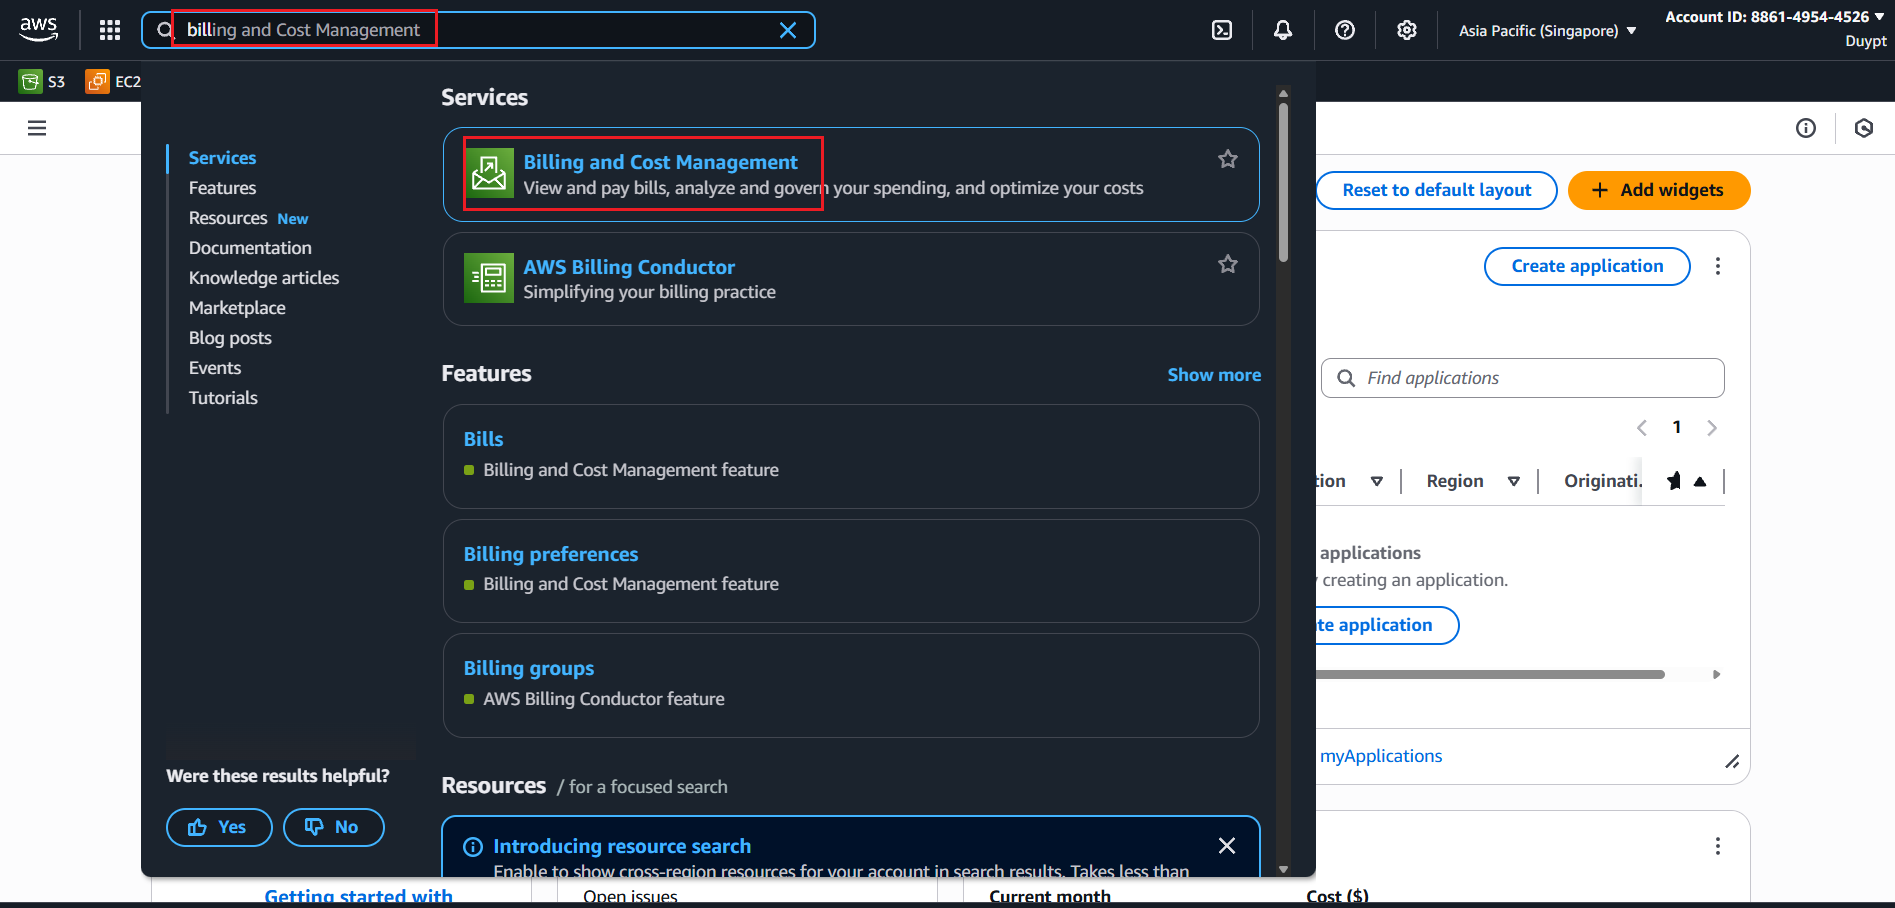 aws
billing and Cost Management
Asia Pacific (Singapore)
Account ID: 8861-4954-4526
Duypt
S3
EC2
Services
Features
Resources New
Documentation
Knowledge articles
Marketplace
Blog posts
Events
Tutorials
Were these results helpful?
Yes
No
Services
Billing and Cost Management
View and pay bills, analyze and govern your spending, and optimize your costs
AWS Billing Conductor
Simplifying your billing practice
Features
Show more
Bills
Billing and Cost Management feature
Billing preferences
Billing and Cost Management feature
Billing groups
AWS Billing Conductor feature
Resources / for a focused search
Introducing resource search
Enable to show cross-region resources for your account in search results. Takes less than
Reset to default layout
Add widgets
Create application
Find applications
1
tion
Region
Originati.
applications
creating an application.
te application
myApplications
Getting started with
Open issues
Current month
Cost ($)